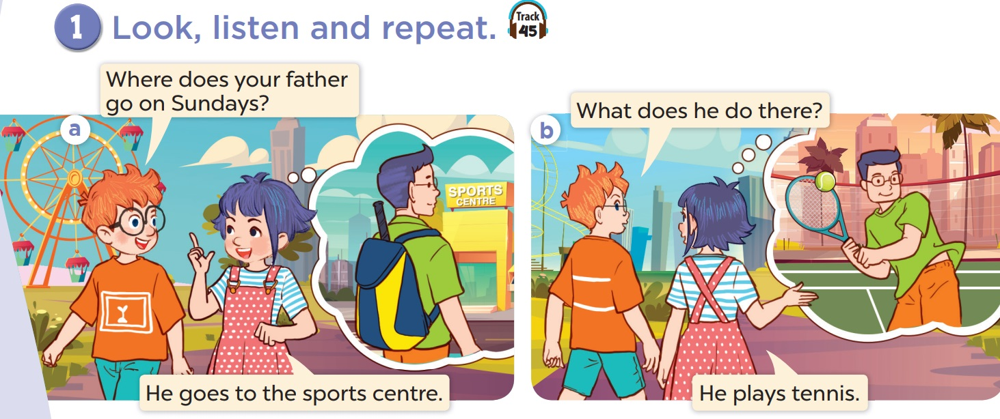 1 Look, listen and repeat. Track
45
Where does your father
go on Sundays?
a
SPORTS
CENTRE
He goes to the sports centre.
b
What does he do there?
He plays tennis.